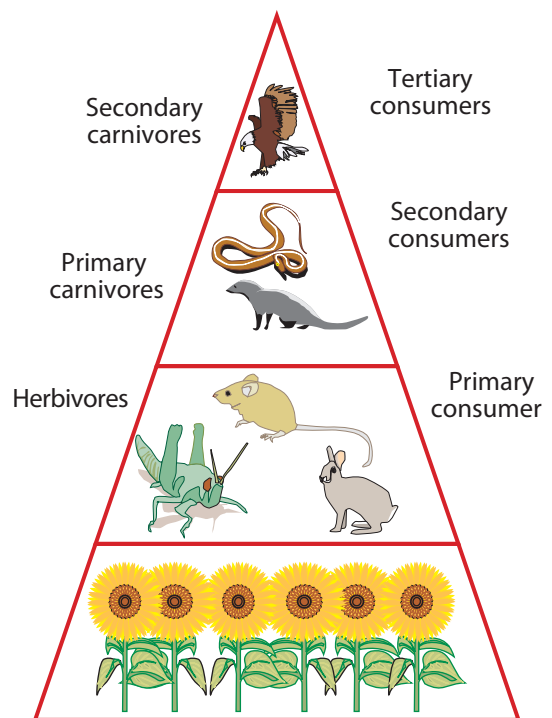 Secondary
carnivores
Tertiary
consumers
Primary
carnivores
Secondary
consumers
Herbivores
Primary
consumer